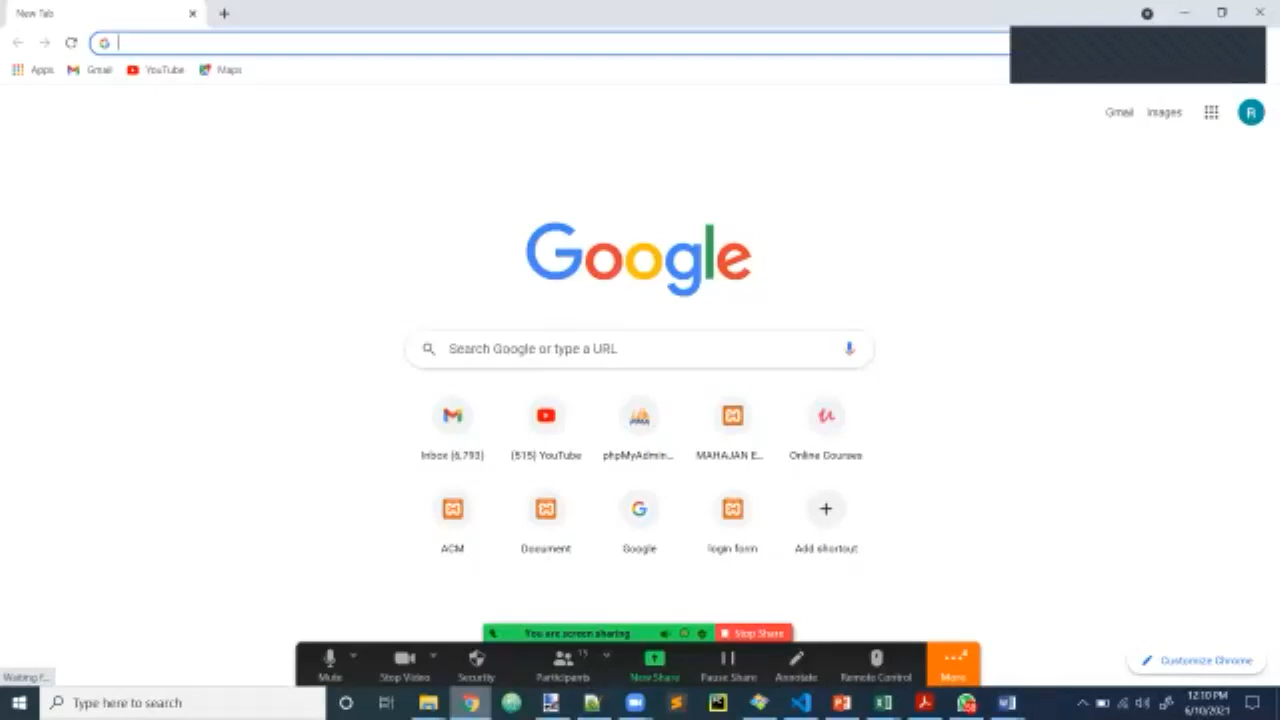 New Tab
Apps Gmail YouTube Maps
Gmail Images R
Google
Search Google or type a URL
Inbox (6,793) (515) YouTube phpMyAdmin... MAHAJAN E... Online Courses
ACM Document Google login form Add shortcut
You are screen sharing Stop Share
Mute Stop Video Security Participants 15 New Share Pause Share Annotate Remote Control More
Customize Chrome
Waiting f...
Type here to search
12:10 PM
6/10/2021